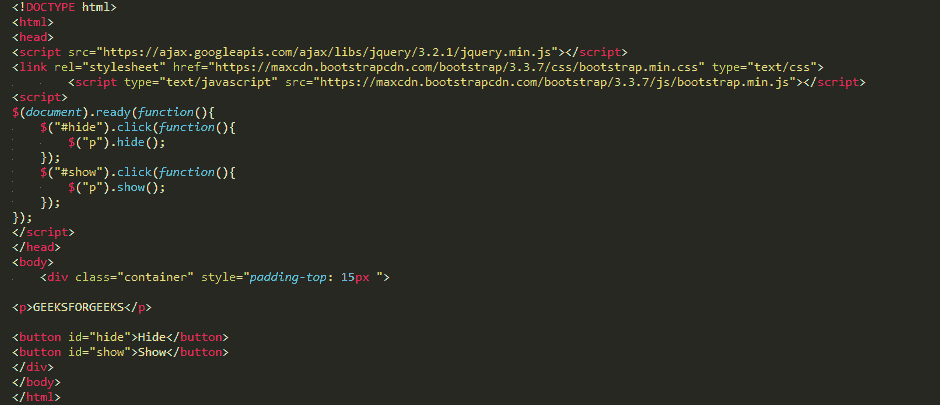 <!DOCTYPE html>
<html>
<head>
<script src="https://ajax.googleapis.com/ajax/libs/jquery/3.2.1/jquery.min.js"></script>
<link rel="stylesheet" href="https://maxcdn.bootstrapcdn.com/bootstrap/3.3.7/css/bootstrap.min.css" type="text/css">
        <script type="text/javascript" src="https://maxcdn.bootstrapcdn.com/bootstrap/3.3.7/js/bootstrap.min.js"></script>
<script>
$(document).ready(function(){
    $("#hide").click(function(){
        $("p").hide();
    });
    $("#show").click(function(){
        $("p").show();
    });
});
</script>
</head>
<body>
    <div class="container" style="padding-top: 15px ">

<p>GEEKSFORGEEKS</p>

<button id="hide">Hide</button>
<button id="show">Show</button>
</div>
</body>
</html>